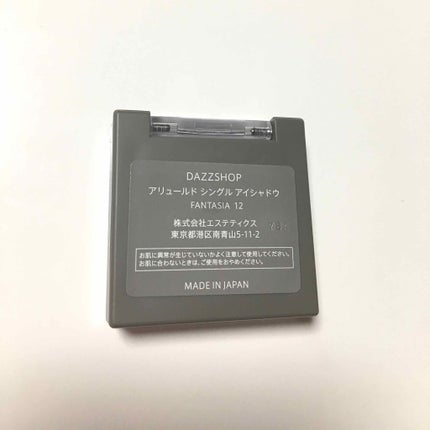 DAZZSHOP
アリュールド シングル アイシャドウ
FANTASIA 12
株式会社エステティクス
東京都港区南青山5-11-2
お肌に異常が生じていないかよく注意して使用してください。
お肌に合わないときは、ご使用をおやめください。
MADE IN JAPAN